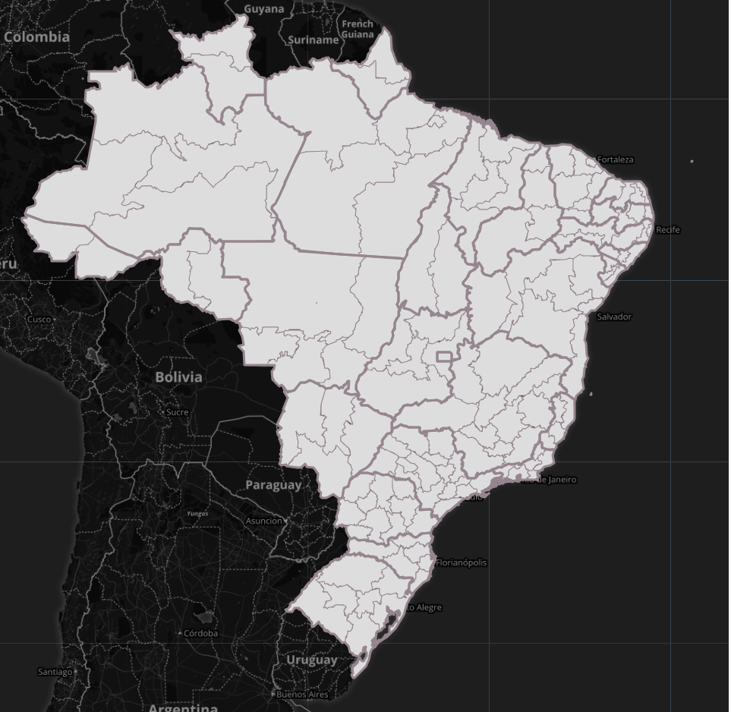 Guyana
Colombia
French
Guiana
Suriname
Fortaleza
Recife
eru
Salvador
Cusco
Bolivia
Sucre
de Janeiro
Paraguay
Yungas
Asuncion
Florianópolis
to Alegre
Córdoba
Uruguay
Santiago
Buenos Aires
Argentina